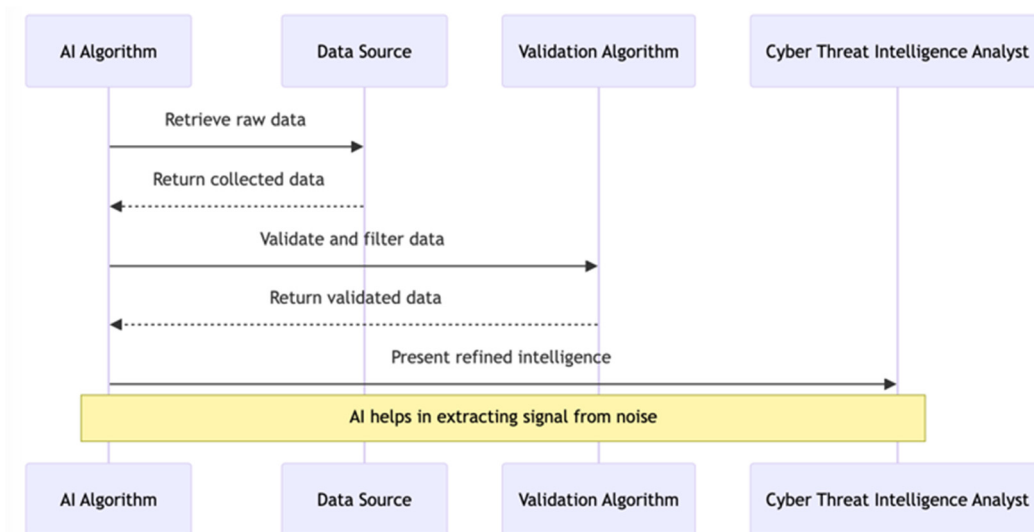 AI Algorithm
Data Source
Validation Algorithm
Cyber Threat Intelligence Analyst
Retrieve raw data
Return collected data
Validate and filter data
Return validated data
Present refined intelligence
AI helps in extracting signal from noise
AI Algorithm
Data Source
Validation Algorithm
Cyber Threat Intelligence Analyst